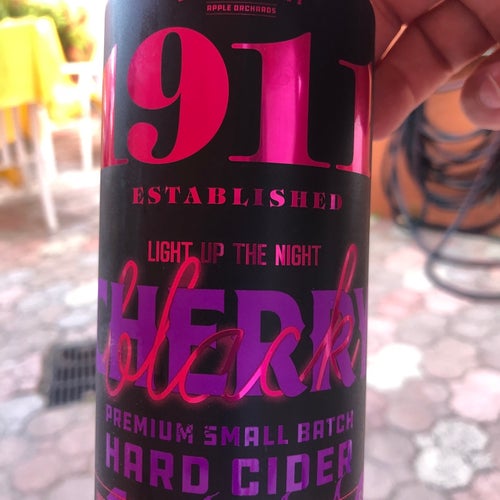 APPLE ORCHARDS
1911
ESTABLISHED
LIGHT UP THE NIGHT
black
CHERRY
PREMIUM SMALL BATCH
HARD CIDER